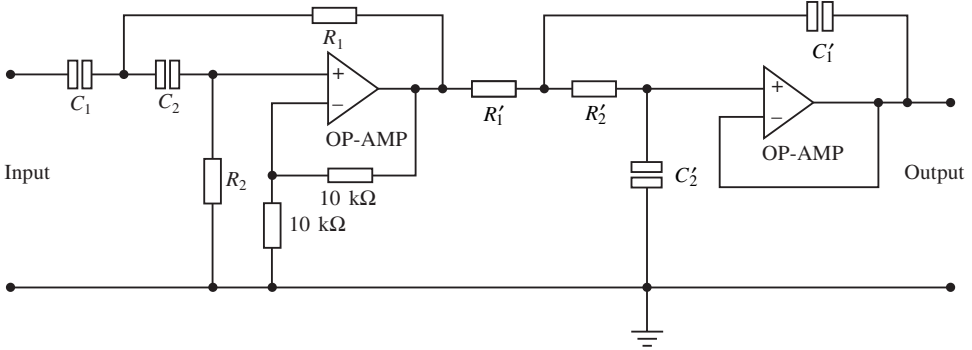 R₁
C′₁
C₁
C₂
+
−
OP-AMP
R′₁
R′₂
+
−
OP-AMP
Input
R₂
10 kΩ
10 kΩ
C′₂
Output